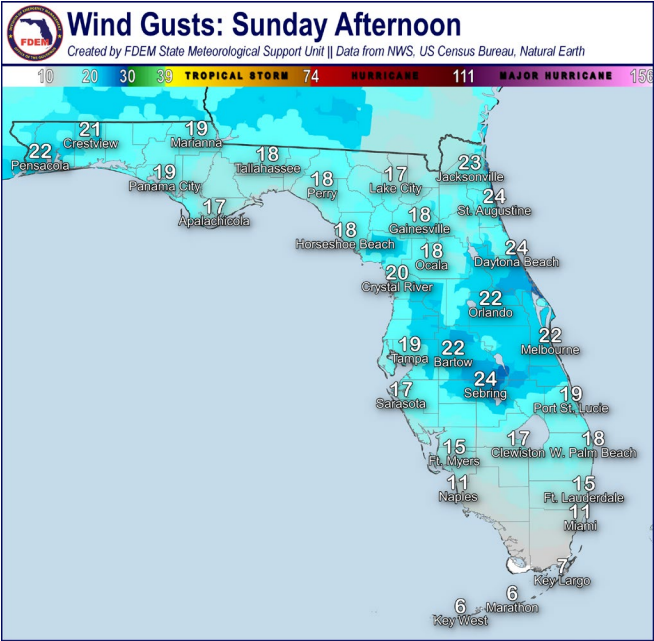 Wind Gusts: Sunday Afternoon
FDEM
Created by FDEM State Meteorological Support Unit || Data from NWS, US Census Bureau, Natural Earth
10 20 30 39 TROPICAL STORM 74 HURRICANE 111 MAJOR HURRICANE 156
21
Crestview
19
Marianna
22
Pensacola
18
Tallahassee
19
Panama City
18
Perry
17
Lake City
23
Jacksonville
17
Apalachicola
24
St. Augustine
18
Gainesville
18
Horseshoe Beach
18
Ocala
24
Daytona Beach
20
Crystal River
22
Orlando
19
Tampa
22
Bartow
22
Melbourne
24
Sebring
17
Sarasota
19
Port St. Lucie
15
Ft. Myers
17
Clewiston
18
W. Palm Beach
11
Naples
15
Ft. Lauderdale
11
Miami
7
Key Largo
6
Marathon
6
Key West